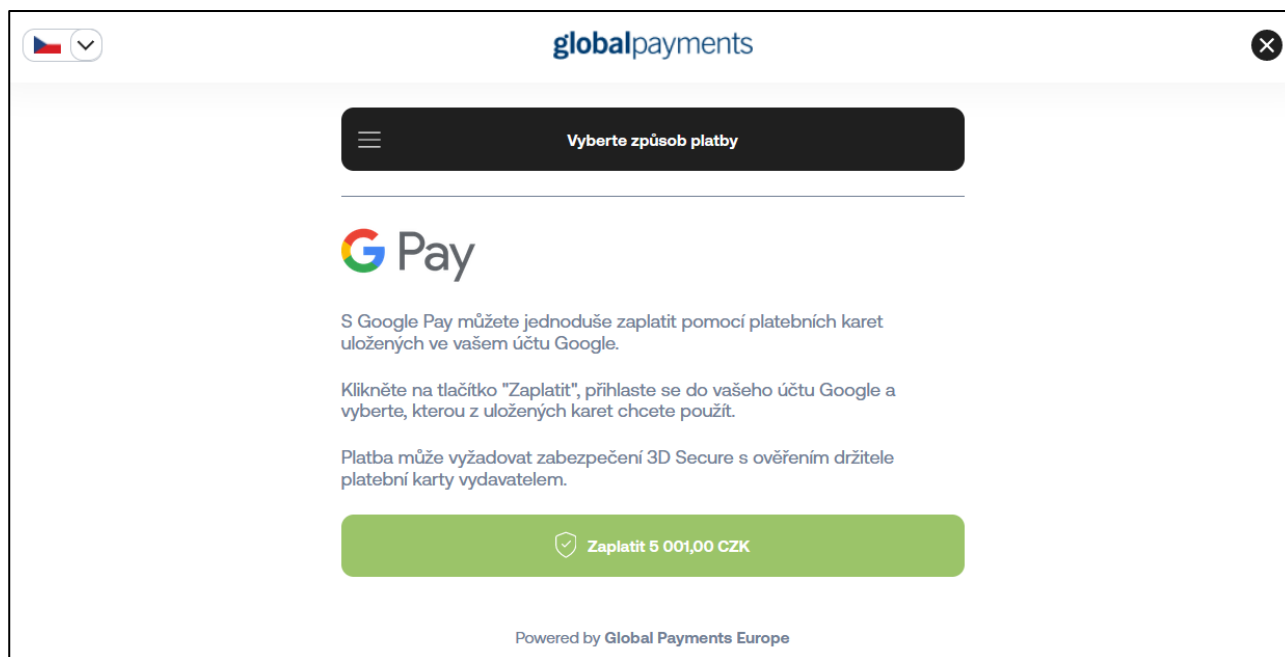 globalpayments
Vyberte způsob platby
G Pay
S Google Pay můžete jednoduše zaplatit pomocí platebních karet
uložených ve vašem účtu Google.
Klikněte na tlačítko "Zaplatit", přihlaste se do vašeho účtu Google a
vyberte, kterou z uložených karet chcete použít.
Platba může vyžadovat zabezpečení 3D Secure s ověřením držitele
platební karty vydavatelem.
Zaplatit 5 001,00 CZK
Powered by Global Payments Europe